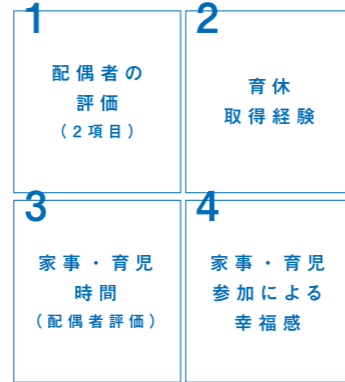 1
配偶者の
評価
（2項目）
2
育休
取得経験
3
家事・育児
時間
（配偶者評価）
4
家事・育児
参加による
幸福感